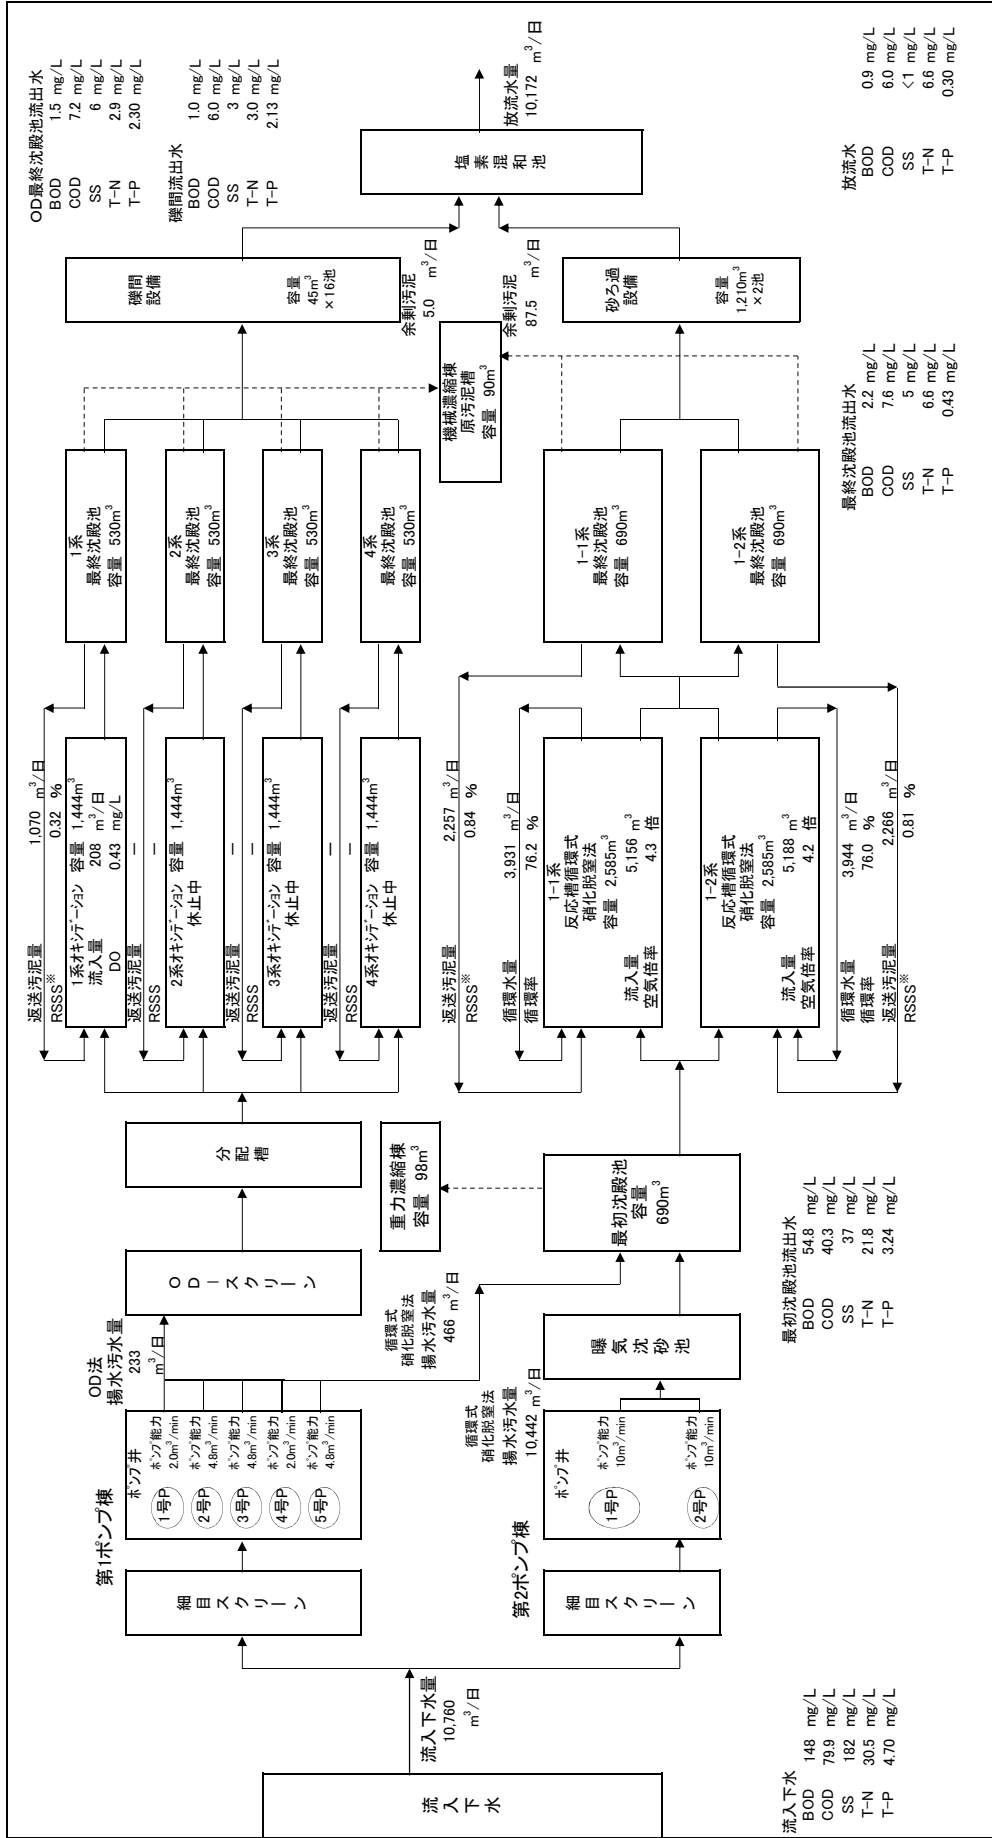 流入下水
流入下水
BOD 148 mg/L
COD 79.9 mg/L
SS 182 mg/L
T-N 30.5 mg/L
T-P 4.70 mg/L
流入下水量
10,760
m³/日
第1ポンプ棟
細目スクリーン
ポンプ井
1号P
ポンプ能力
2.0m³/min
2号P
ポンプ能力
4.8m³/min
3号P
ポンプ能力
4.8m³/min
4号P
ポンプ能力
2.0m³/min
5号P
ポンプ能力
4.8m³/min
第2ポンプ棟
細目スクリーン
ポンプ井
1号P
ポンプ能力
10m³/min
2号P
ポンプ能力
10m³/min
OD法
揚水汚水量
233
m³/日
循環式
硝化脱窒法
揚水汚水量
466 m³/日
循環式
硝化脱窒法
揚水汚水量
10,442 m³/日
ODースクリーン
曝気沈砂池
分配槽
重力濃縮棟
容量 98m³
最初沈殿池
容量
690m³
最初沈殿池流出水
BOD 54.8 mg/L
COD 40.3 mg/L
SS 37 mg/L
T-N 21.8 mg/L
T-P 3.24 mg/L
返送汚泥量 1,070 m³/日
RSSS※ 0.32 %
1系オキシデーション 容量 1,444m³
流入量 208 m³/日
DO 0.43 mg/L
返送汚泥量 －
RSSS －
2系オキシデーション 容量 1,444m³
休止中
返送汚泥量 －
RSSS －
3系オキシデーション 容量 1,444m³
休止中
返送汚泥量 －
RSSS －
4系オキシデーション 容量 1,444m³
休止中
返送汚泥量 2,257 m³/日
RSSS※ 0.84 %
循環水量 3,931 m³/日
循環率 76.2 %
1-1系
反応槽循環式
硝化脱窒法
容量 2,585m³
流入量 5,156 m³
空気倍率 4.3 倍
1-2系
反応槽循環式
硝化脱窒法
容量 2,585m³
流入量 5,188 m³
空気倍率 4.2 倍
循環水量 3,944 m³/日
循環率 76.0 %
返送汚泥量 2,266 m³/日
RSSS※ 0.81 %
1系
最終沈殿池
容量 530m³
2系
最終沈殿池
容量 530m³
3系
最終沈殿池
容量 530m³
4系
最終沈殿池
容量 530m³
1-1系
最終沈殿池
容量 690m³
1-2系
最終沈殿池
容量 690m³
機械濃縮棟
原汚泥槽
容量 90m³
余剰汚泥
5.0 m³/日
余剰汚泥
87.5 m³/日
最終沈殿池流出水
BOD 2.2 mg/L
COD 7.6 mg/L
SS 5 mg/L
T-N 6.6 mg/L
T-P 0.43 mg/L
礫間
設備
容量
45m³
×16池
砂ろ過
設備
容量
1,210m³
×2池
塩素混和池
放流水量
10,172 m³/日
OD最終沈殿池流出水
BOD 1.5 mg/L
COD 7.2 mg/L
SS 6 mg/L
T-N 2.9 mg/L
T-P 2.30 mg/L
礫間流出水
BOD 1.0 mg/L
COD 6.0 mg/L
SS 3 mg/L
T-N 3.0 mg/L
T-P 2.13 mg/L
放流水
BOD 0.9 mg/L
COD 6.0 mg/L
SS <1 mg/L
T-N 6.6 mg/L
T-P 0.30 mg/L